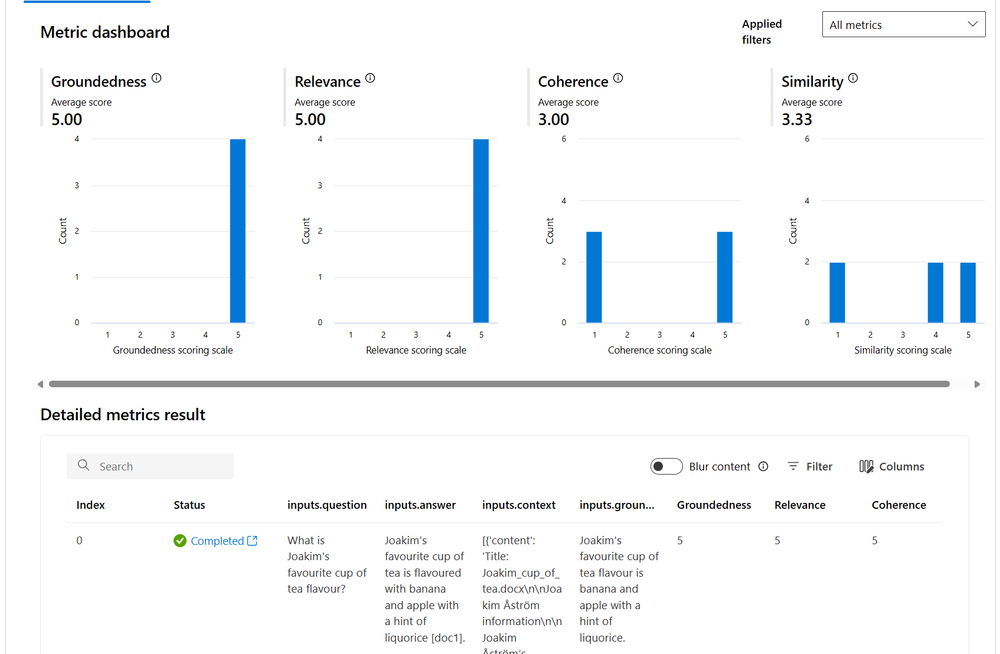 Metric dashboard
Applied
filters
All metrics
Groundedness
Average score
5.00
4
3
2
1
0
Count
1 2 3 4 5
Groundedness scoring scale
Relevance
Average score
5.00
4
3
2
1
0
Count
1 2 3 4 5
Relevance scoring scale
Coherence
Average score
3.00
6
4
2
0
Count
1 2 3 4 5
Coherence scoring scale
Similarity
Average score
3.33
6
4
2
0
Count
1 2 3 4 5
Similarity scoring scale
Detailed metrics result
Search
Blur content
Filter
Columns
Index Status inputs.question inputs.answer inputs.context inputs.groun... Groundedness Relevance Coherence
0
Completed
What is
Joakim's
favourite cup of
tea flavour?
Joakim's
favourite cup of
tea is flavoured
with banana
and apple with
a hint of
liquorice [doc1].
[{'content':
'Title:
Joakim_cup_of_
tea.docx\n\nJoa
kim Åström
information\n\n
Joakim
Åström's
Joakim's
favourite cup of
tea flavour is
banana and
apple with a
hint of
liquorice.
5
5
5